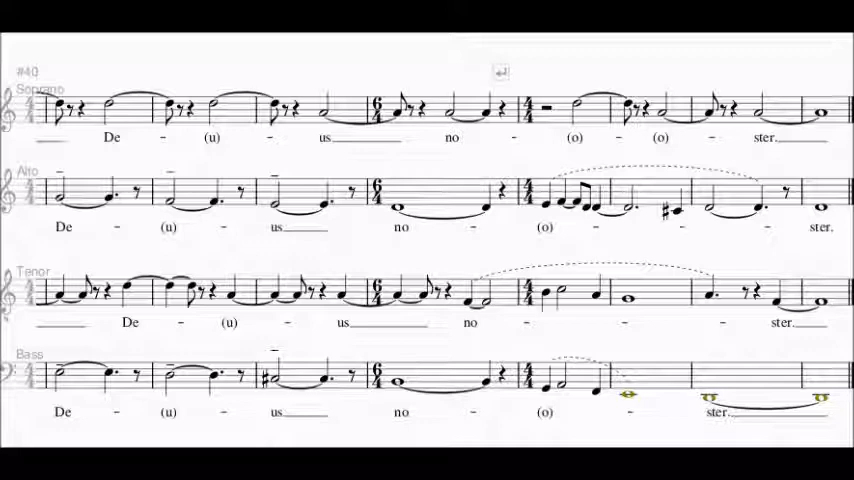 #40
Soprano
De - (u) - us no - (o) - (o) - ster.
Alto
De - (u) - us no - (o) - - - ster.
Tenor
De - (u) - us no - - - ster.
Bass
De - (u) - us no - (o) - ster.